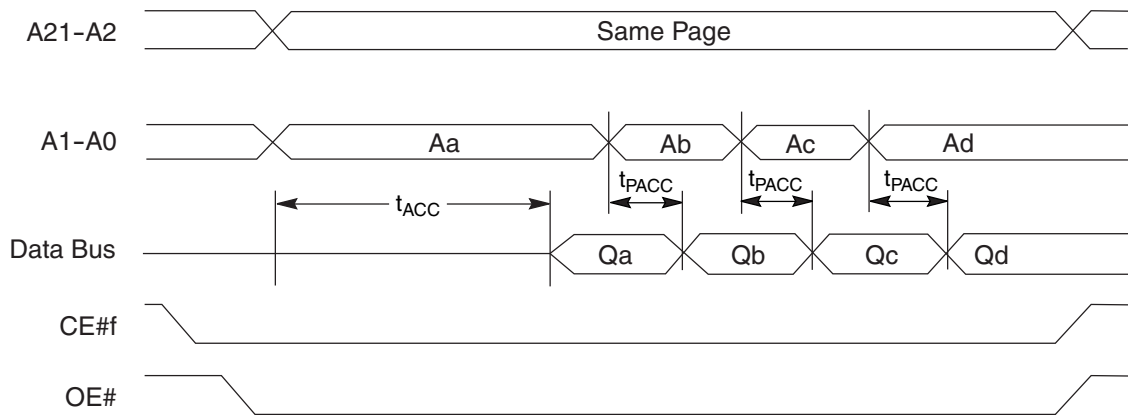 A21–A2
Same Page
A1–A0
Aa
Ab
Ac
Ad
tACC
tPACC
tPACC
tPACC
Data Bus
Qa
Qb
Qc
Qd
CE#f
OE#